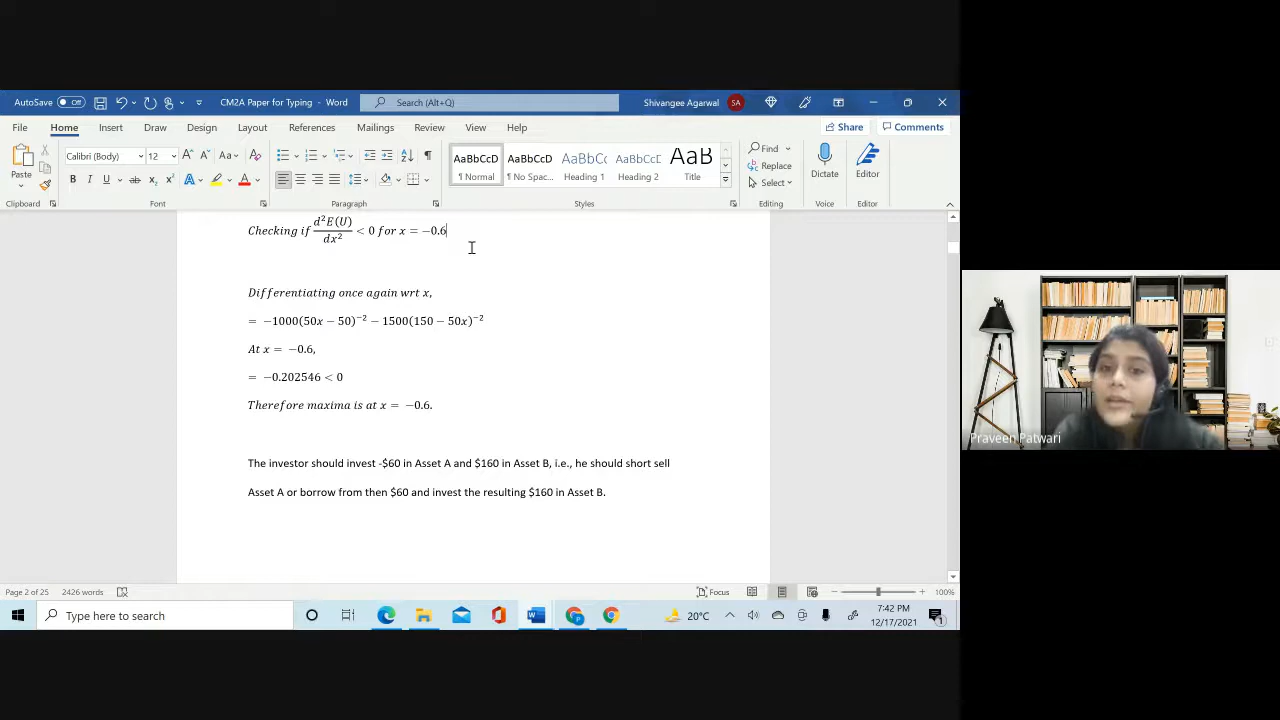 AutoSave Off CM2A Paper for Typing - Word Search (Alt+Q) Shivangee Agarwal SA
File Home Insert Draw Design Layout References Mailings Review View Help Share Comments
Paste
Calibri (Body) 12 A A Aa A
B I U ab x₂ x² A A
AaBbCcD AaBbCcD AaBbCc AaBbCcD AaB
¶ Normal ¶ No Spac... Heading 1 Heading 2 Title
Find
Replace
Select
Dictate
Editor
Clipboard Font Paragraph Styles Editing Voice Editor
Checking if d²E(U)/dx² < 0 for x = −0.6
Differentiating once again wrt x,
= −1000(50x − 50)⁻² − 1500(150 − 50x)⁻²
At x = −0.6,
= −0.202546 < 0
Therefore maxima is at x = −0.6.
The investor should invest -$60 in Asset A and $160 in Asset B, i.e., he should short sell
Asset A or borrow from then $60 and invest the resulting $160 in Asset B.
Praveen Patwari
Page 2 of 25 2426 words Focus 100%
Type here to search 20°C 7:42 PM
12/17/2021 1